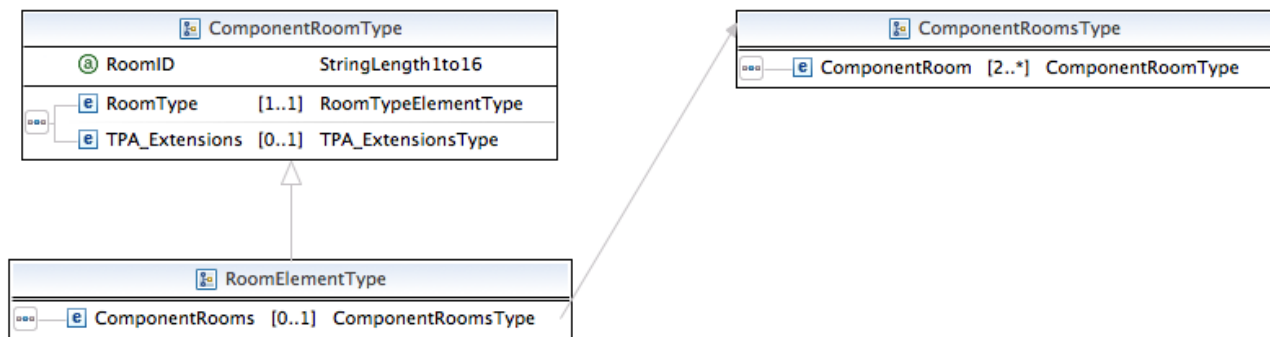 ComponentRoomType
a RoomID StringLength1to16
e RoomType [1..1] RoomTypeElementType
e TPA_Extensions [0..1] TPA_ExtensionsType
ComponentRoomsType
e ComponentRoom [2..*] ComponentRoomType
RoomElementType
e ComponentRooms [0..1] ComponentRoomsType